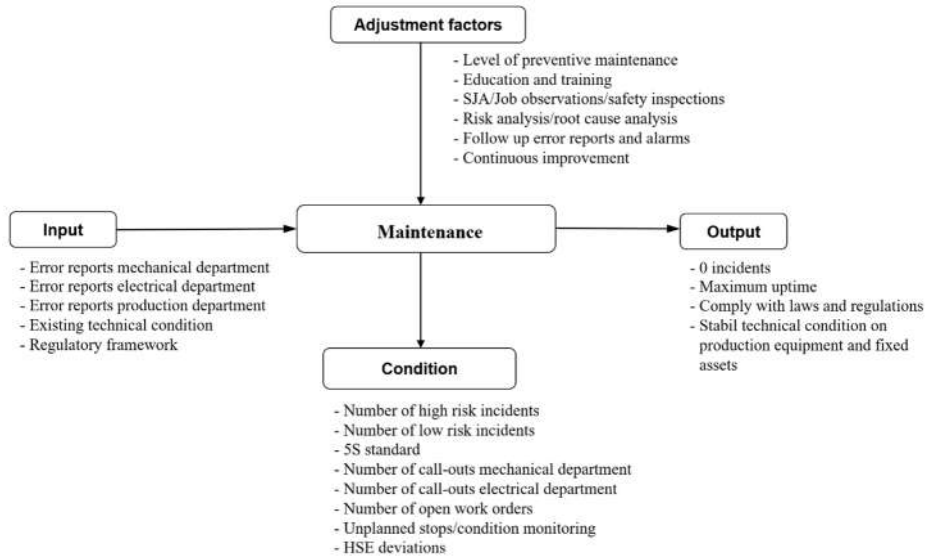 Adjustment factors
- Level of preventive maintenance
- Education and training
- SJA/Job observations/safety inspections
- Risk analysis/root cause analysis
- Follow up error reports and alarms
- Continuous improvement
Input
- Error reports mechanical department
- Error reports electrical department
- Error reports production department
- Existing technical condition
- Regulatory framework
Maintenance
Output
- 0 incidents
- Maximum uptime
- Comply with laws and regulations
- Stabil technical condition on
production equipment and fixed
assets
Condition
- Number of high risk incidents
- Number of low risk incidents
- 5S standard
- Number of call-outs mechanical department
- Number of call-outs electrical department
- Number of open work orders
- Unplanned stops/condition monitoring
- HSE deviations